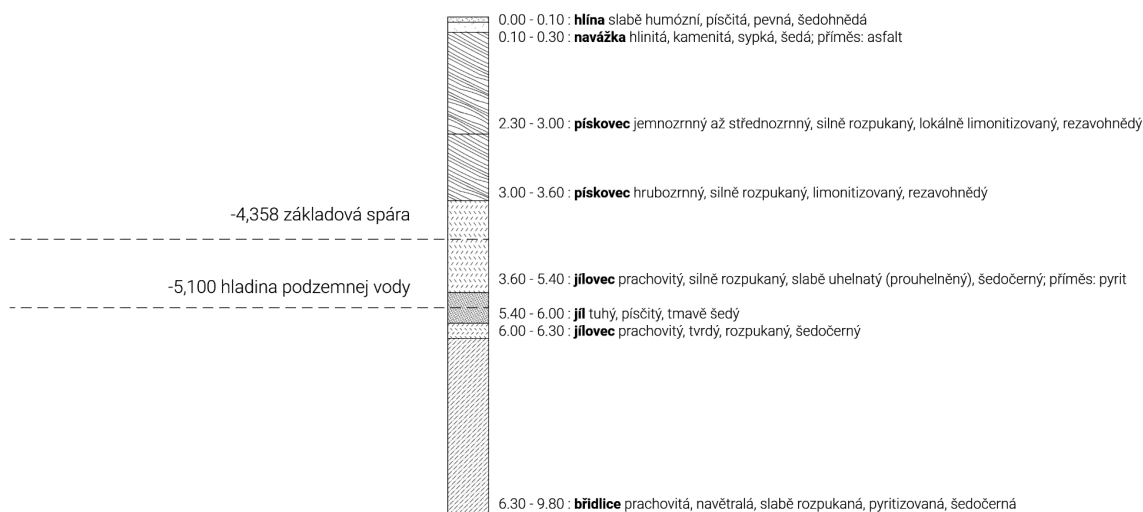 0.00 - 0.10 : hlína slabě humózní, písčitá, pevná, šedohnědá
0.10 - 0.30 : navážka hlinitá, kamenitá, sypká, šedá; příměs: asfalt
2.30 - 3.00 : pískovec jemnozrnný až střednozrnný, silně rozpukaný, lokálně limonitizovaný, rezavohnědý
3.00 - 3.60 : pískovec hrubozrnný, silně rozpukaný, limonitizovaný, rezavohnědý
-4,358 základová spára
3.60 - 5.40 : jílovec prachovitý, silně rozpukaný, slabě uhelnatý (prouhelněný), šedočerný; příměs: pyrit
-5,100 hladina podzemnej vody
5.40 - 6.00 : jíl tuhý, písčitý, tmavě šedý
6.00 - 6.30 : jílovec prachovitý, tvrdý, rozpukaný, šedočerný
6.30 - 9.80 : břidlice prachovitá, navětralá, slabě rozpukaná, pyritizovaná, šedočerná